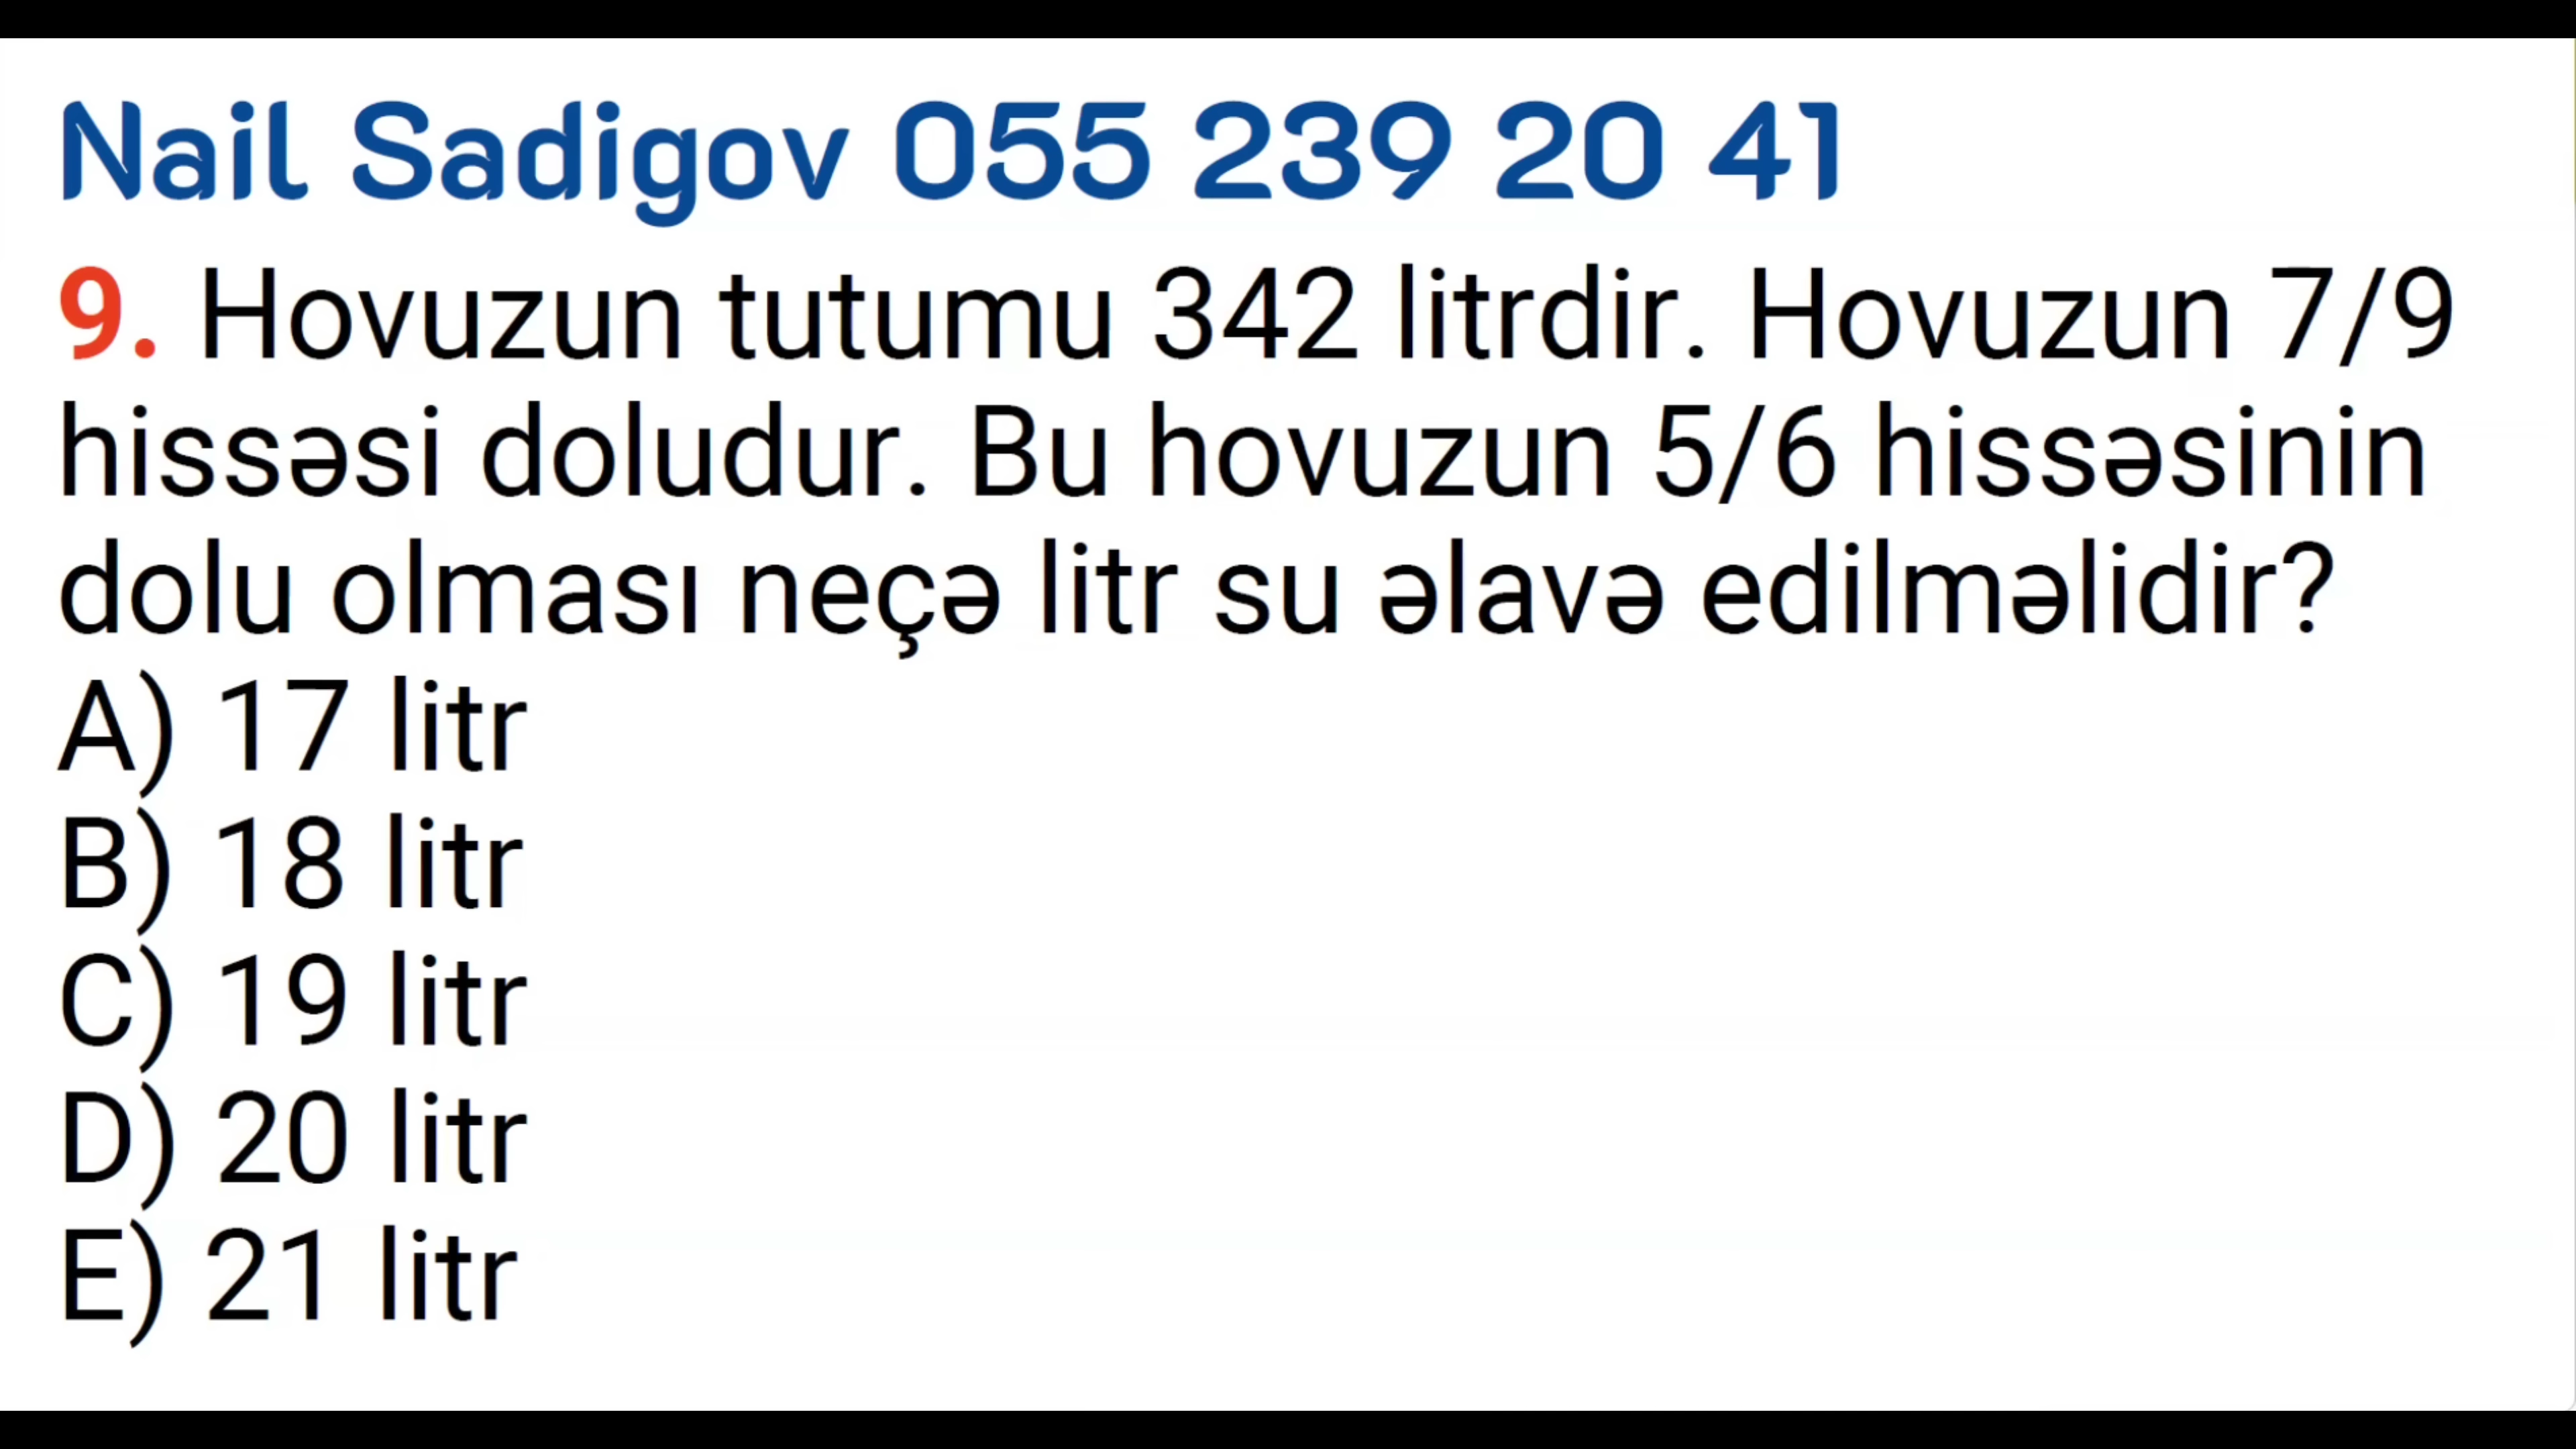 Nail Sadigov 055 239 20 41
9. Hovuzun tutumu 342 litrdir. Hovuzun 7/9
hissəsi doludur. Bu hovuzun 5/6 hissəsinin
dolu olması neçə litr su əlavə edilməlidir?
A) 17 litr
B) 18 litr
C) 19 litr
D) 20 litr
E) 21 litr